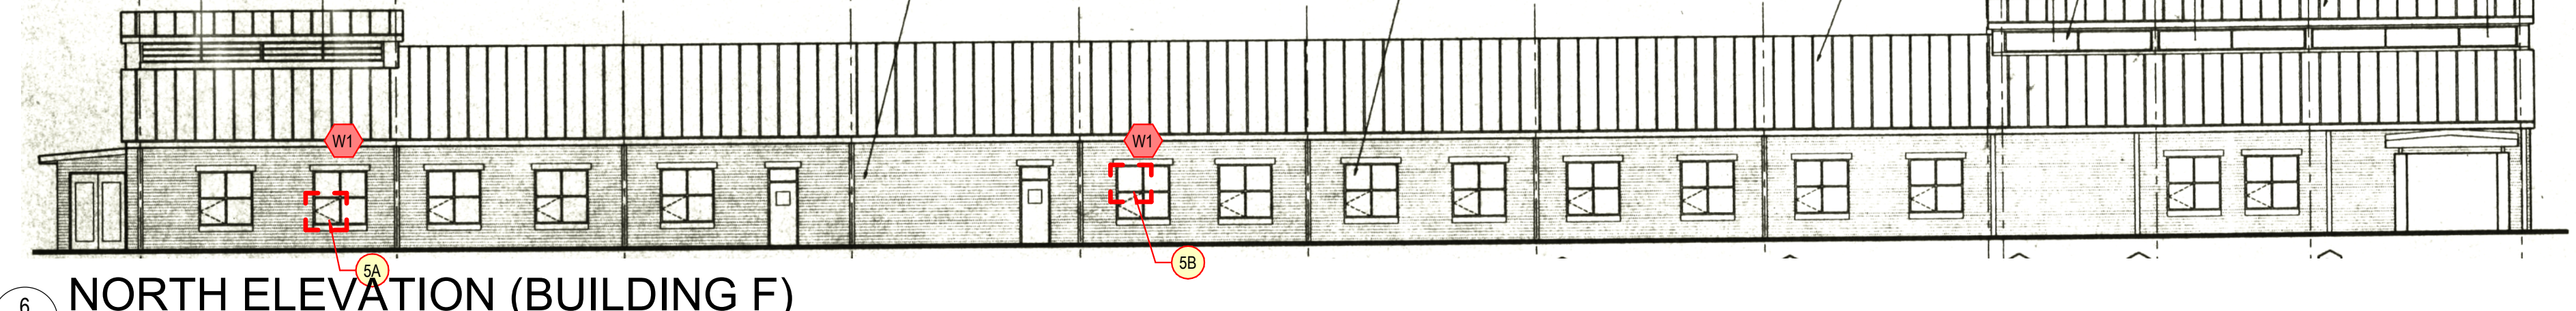 W1
W1
5A
5B
6
NORTH ELEVATION (BUILDING F)